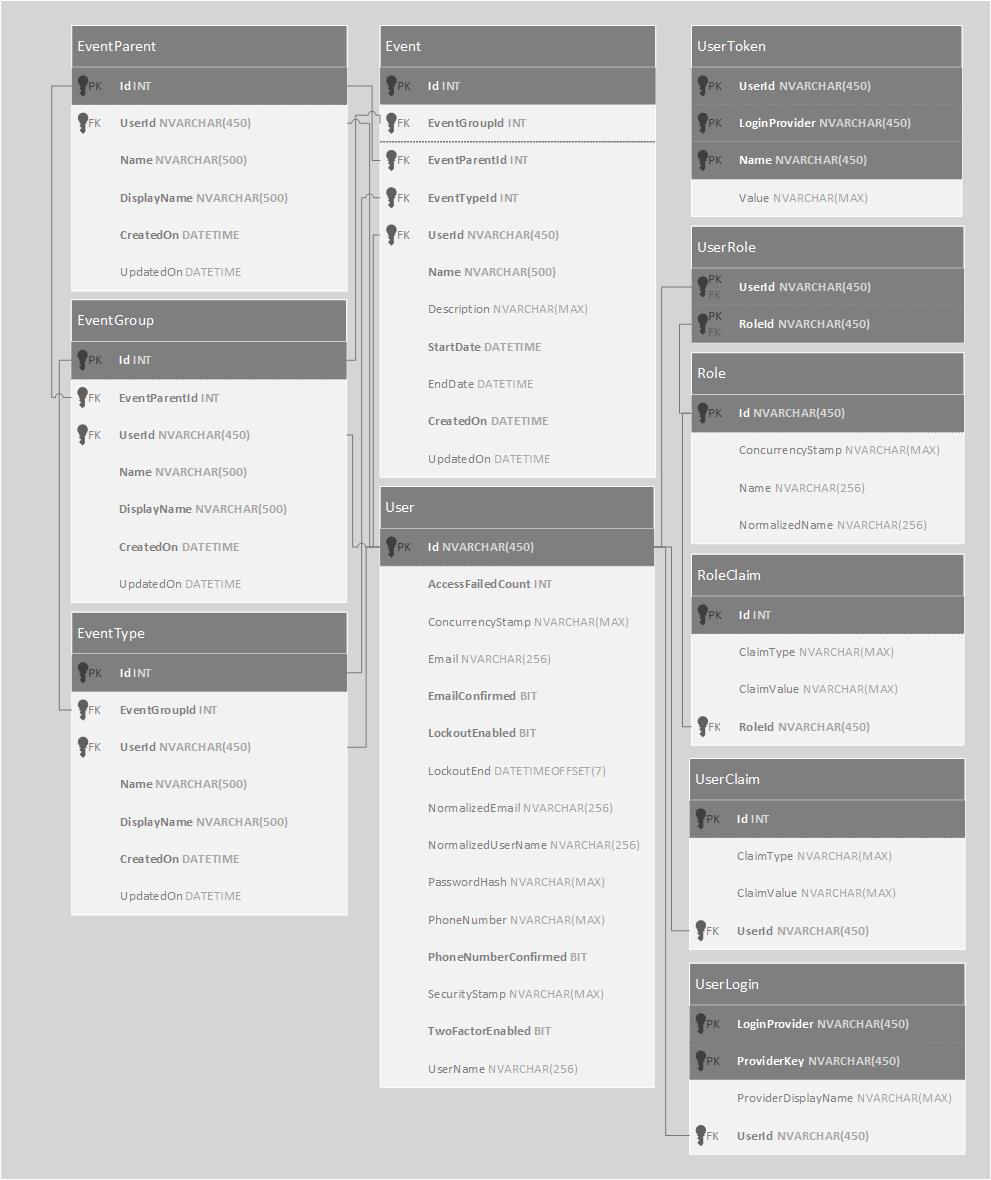 EventParent
PK Id INT
FK UserId NVARCHAR(450)
Name NVARCHAR(500)
DisplayName NVARCHAR(500)
CreatedOn DATETIME
UpdatedOn DATETIME
EventGroup
PK Id INT
FK EventParentId INT
FK UserId NVARCHAR(450)
Name NVARCHAR(500)
DisplayName NVARCHAR(500)
CreatedOn DATETIME
UpdatedOn DATETIME
EventType
PK Id INT
FK EventGroupId INT
FK UserId NVARCHAR(450)
Name NVARCHAR(500)
DisplayName NVARCHAR(500)
CreatedOn DATETIME
UpdatedOn DATETIME
Event
PK Id INT
FK EventGroupId INT
FK EventParentId INT
FK EventTypeId INT
FK UserId NVARCHAR(450)
Name NVARCHAR(500)
Description NVARCHAR(MAX)
StartDate DATETIME
EndDate DATETIME
CreatedOn DATETIME
UpdatedOn DATETIME
User
PK Id NVARCHAR(450)
AccessFailedCount INT
ConcurrencyStamp NVARCHAR(MAX)
Email NVARCHAR(256)
EmailConfirmed BIT
LockoutEnabled BIT
LockoutEnd DATETIMEOFFSET(7)
NormalizedEmail NVARCHAR(256)
NormalizedUserName NVARCHAR(256)
PasswordHash NVARCHAR(MAX)
PhoneNumber NVARCHAR(MAX)
PhoneNumberConfirmed BIT
SecurityStamp NVARCHAR(MAX)
TwoFactorEnabled BIT
UserName NVARCHAR(256)
UserToken
PK UserId NVARCHAR(450)
PK LoginProvider NVARCHAR(450)
PK Name NVARCHAR(450)
Value NVARCHAR(MAX)
UserRole
PK
FK UserId NVARCHAR(450)
PK
FK RoleId NVARCHAR(450)
Role
PK Id NVARCHAR(450)
ConcurrencyStamp NVARCHAR(MAX)
Name NVARCHAR(256)
NormalizedName NVARCHAR(256)
RoleClaim
PK Id INT
ClaimType NVARCHAR(MAX)
ClaimValue NVARCHAR(MAX)
FK RoleId NVARCHAR(450)
UserClaim
PK Id INT
ClaimType NVARCHAR(MAX)
ClaimValue NVARCHAR(MAX)
FK UserId NVARCHAR(450)
UserLogin
PK LoginProvider NVARCHAR(450)
PK ProviderKey NVARCHAR(450)
ProviderDisplayName NVARCHAR(MAX)
FK UserId NVARCHAR(450)